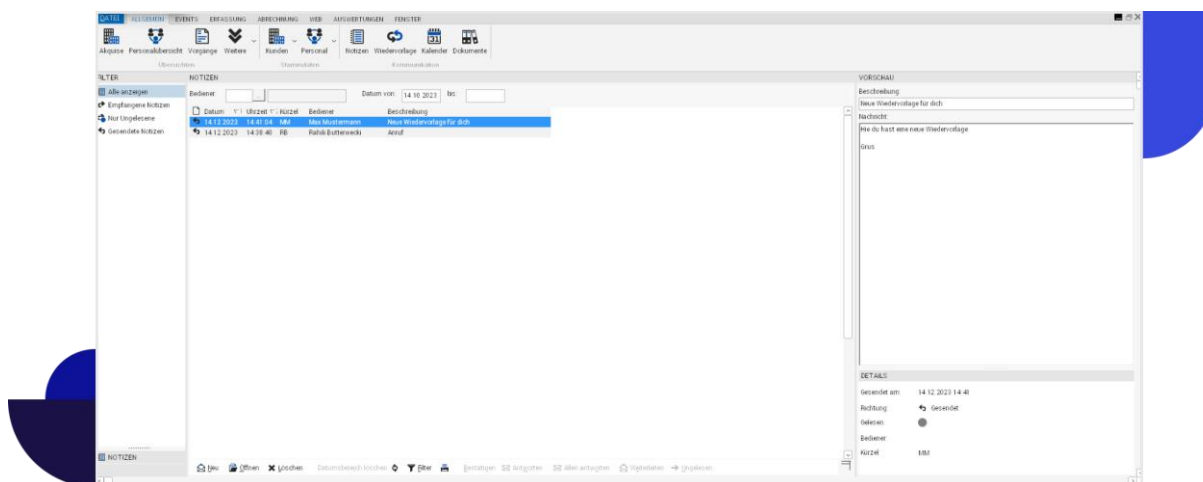 DATEI ALLGEMEIN EVENTS ERFASSUNG ABRECHNUNG WEB AUSWERTUNGEN FENSTER
Akquise Personalübersicht Vorgänge Weitere Kunden Personal Notizen Wiedervorlage Kalender Dokumente
Übersichten Stammdaten Kommunikation
FILTER
Alle anzeigen
Empfangene Notizen
Nur Ungelesene
Gesendete Notizen
NOTIZEN
NOTIZEN
Bediener Datum von: 14.10.2023 bis:
Datum Uhrzeit Kürzel Bediener Beschreibung
14.12.2023 14:41:04 MM Max Mustermann Neue Wiedervorlage für dich
14.12.2023 14:38:46 RB Anruf
Neu Öffnen Löschen Datumsbereich löschen Filter Bestätigen Antworten Allen antworten Weiterleiten Ungelesen
VORSCHAU
Beschreibung:
Neue Wiedervorlage für dich
Nachricht:
du hast eine neue Wiedervorlage
Grus
DETAILS
Gesendet am: 14.12.2023 14:41
Richtung: Gesendet
Gelesen:
Bediener:
Kürzel MM